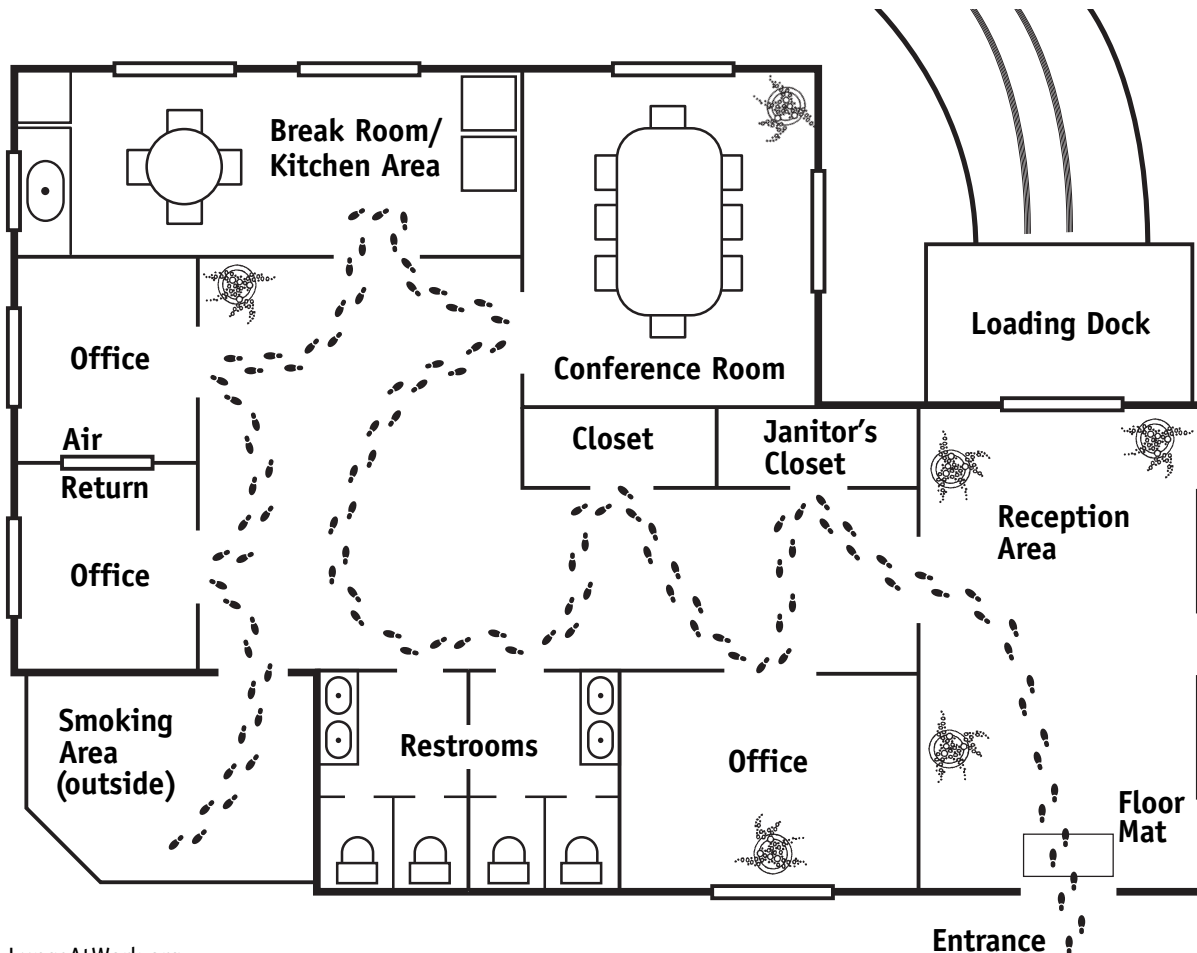 Break Room/
Kitchen Area
Loading Dock
Office
Conference Room
Air
Return
Closet
Janitor's
Closet
Reception
Area
Office
Smoking
Area
(outside)
Restrooms
Office
Floor
Mat
Entrance